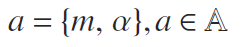 a = {m, α}, a ∈ 𝔸